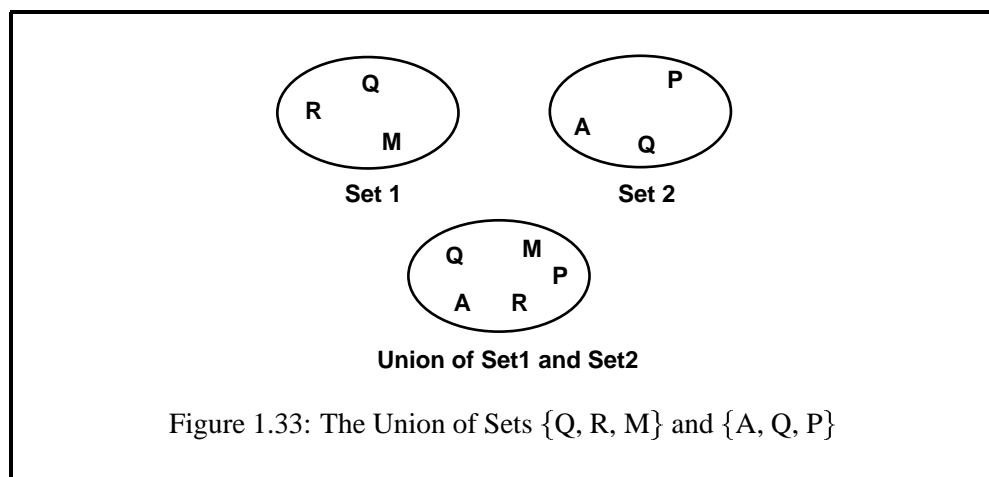 Q
R
M
Set 1
P
A
Q
Set 2
Q
M
P
A
R
Union of Set1 and Set2
Figure 1.33: The Union of Sets {Q, R, M} and {A, Q, P}